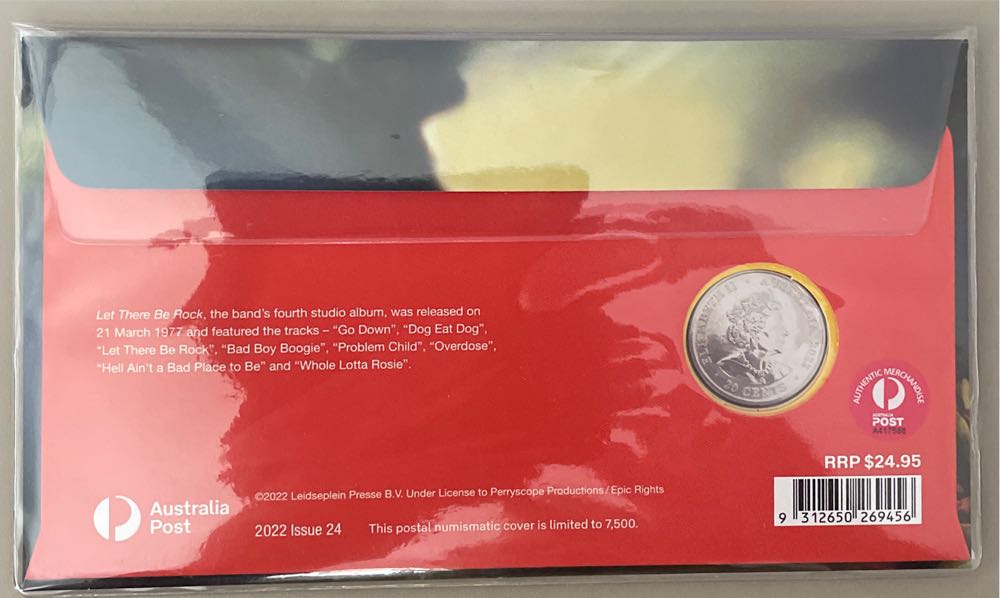 Let There Be Rock, the band's fourth studio album, was released on
21 March 1977 and featured the tracks – "Go Down", "Dog Eat Dog",
"Let There Be Rock", "Bad Boy Boogie", "Problem Child", "Overdose",
"Hell Ain't a Bad Place to Be" and "Whole Lotta Rosie".
ELIZABETH II • AUSTRALIA 2022
20 CENTS
AUTHENTIC MERCHANDISE
AUSTRALIA
POST
RRP $24.95
9 312650 269456
Australia
Post
©2022 Leidseplein Presse B.V. Under License to Perryscope Productions / Epic Rights
2022 Issue 24
This postal numismatic cover is limited to 7,500.